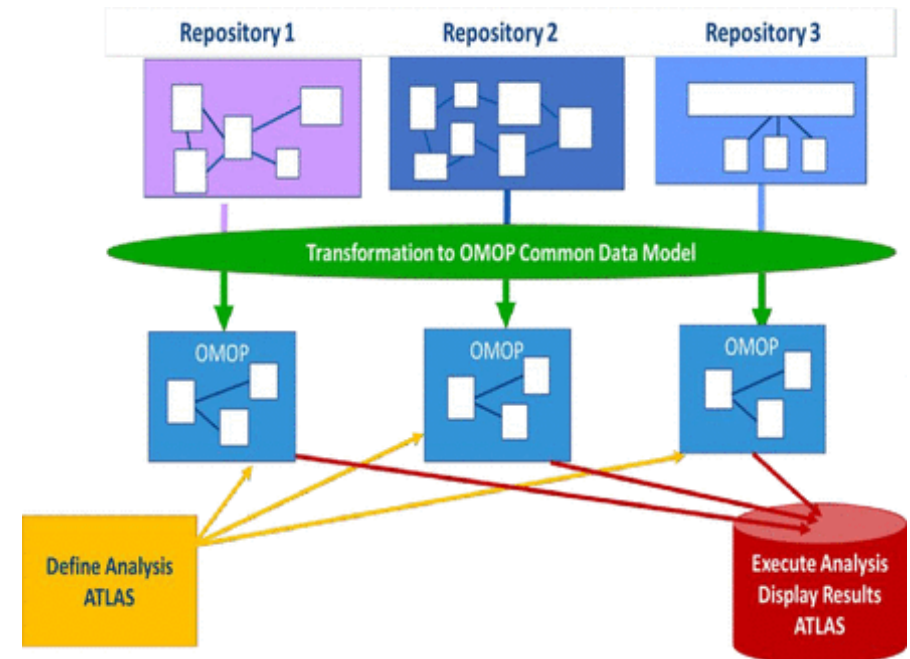 Repository 1
Repository 2
Repository 3
Transformation to OMOP Common Data Model
OMOP
OMOP
OMOP
Define Analysis
ATLAS
Execute Analysis
Display Results
ATLAS